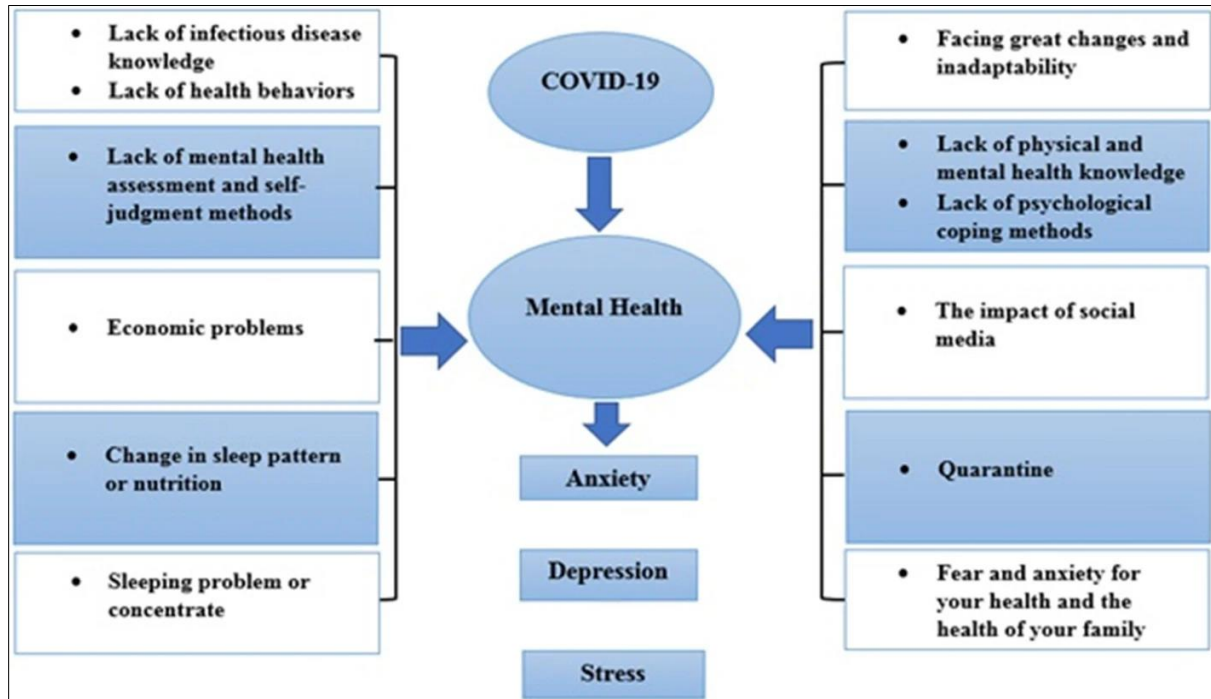 • Lack of infectious disease
knowledge
• Lack of health behaviors
• Lack of mental health
assessment and self-
judgment methods
• Economic problems
• Change in sleep pattern
or nutrition
• Sleeping problem or
concentrate
COVID-19
Mental Health
Anxiety
Depression
Stress
• Facing great changes and
inadaptability
• Lack of physical and
mental health knowledge
• Lack of psychological
coping methods
• The impact of social
media
• Quarantine
• Fear and anxiety for
your health and the
health of your family